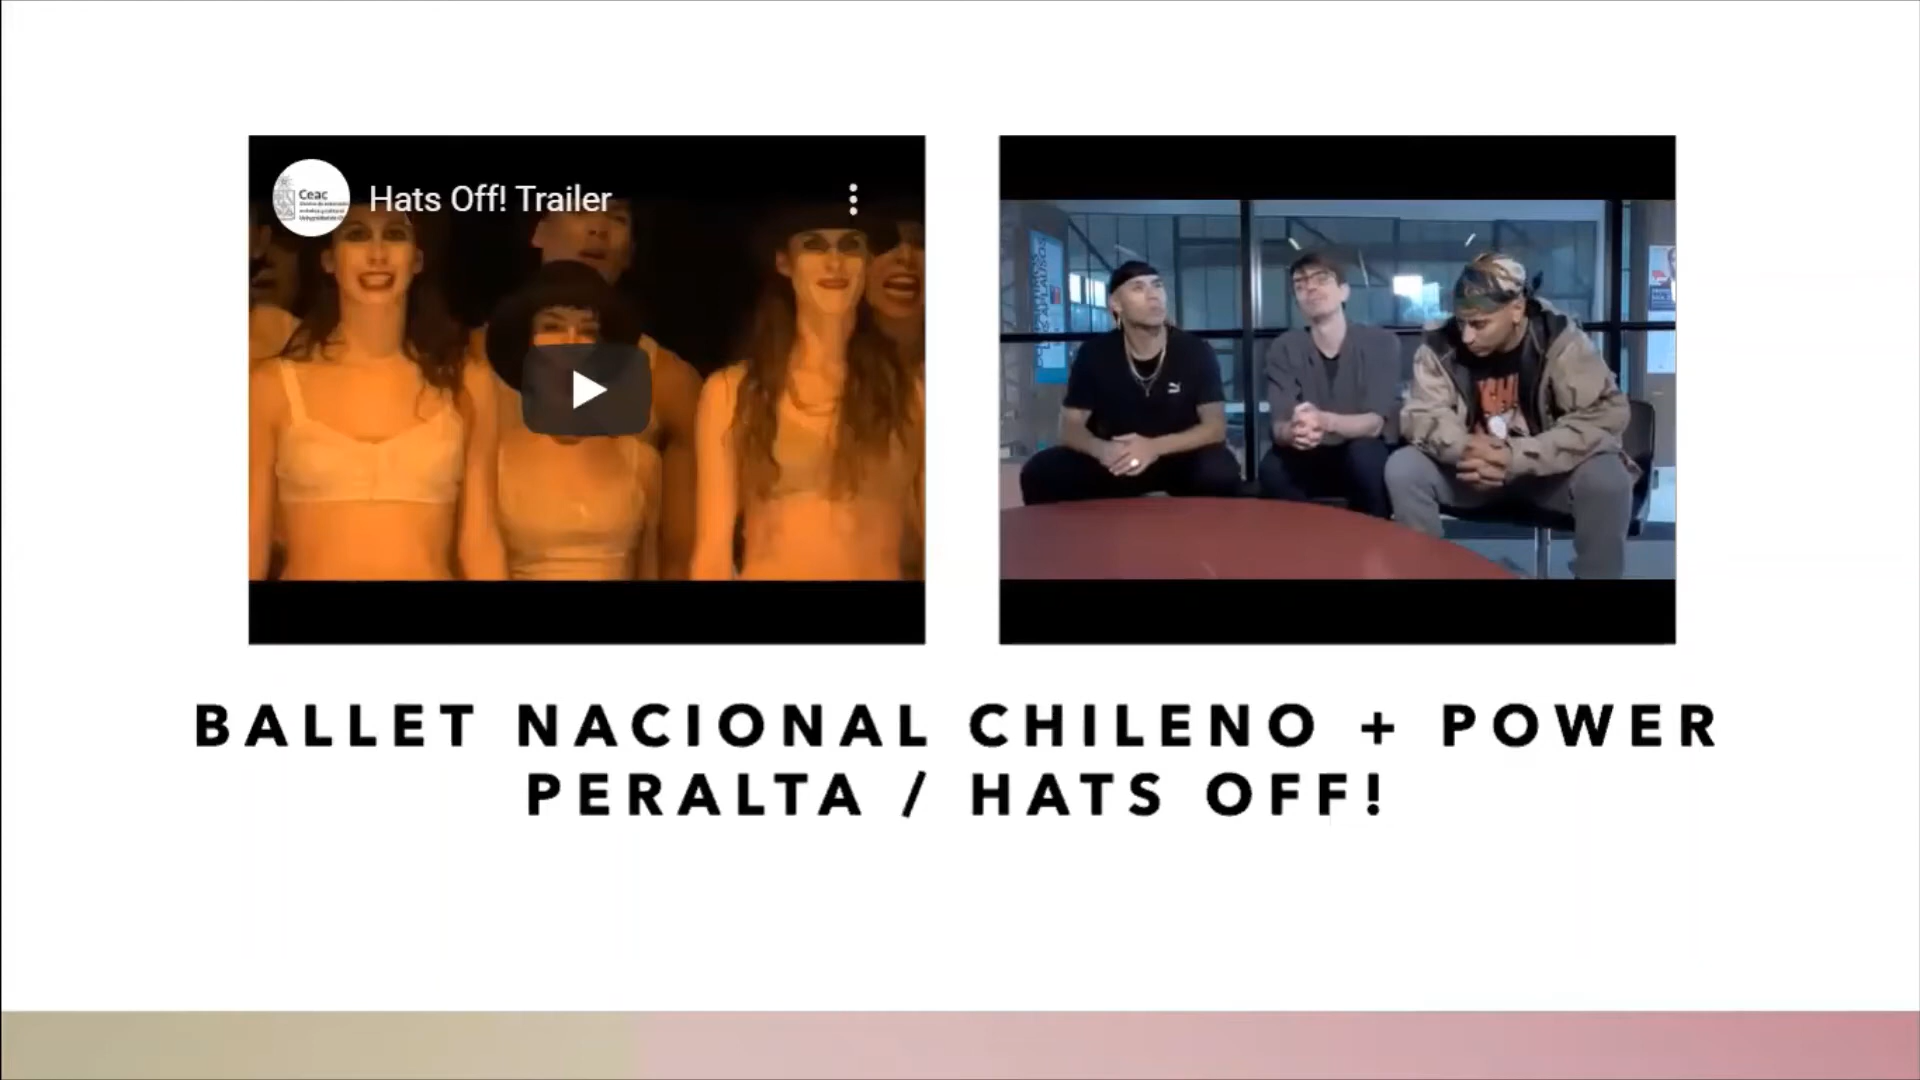 Ceac
Hats Off! Trailer
BALLET NACIONAL CHILENO + POWER
PERALTA / HATS OFF!